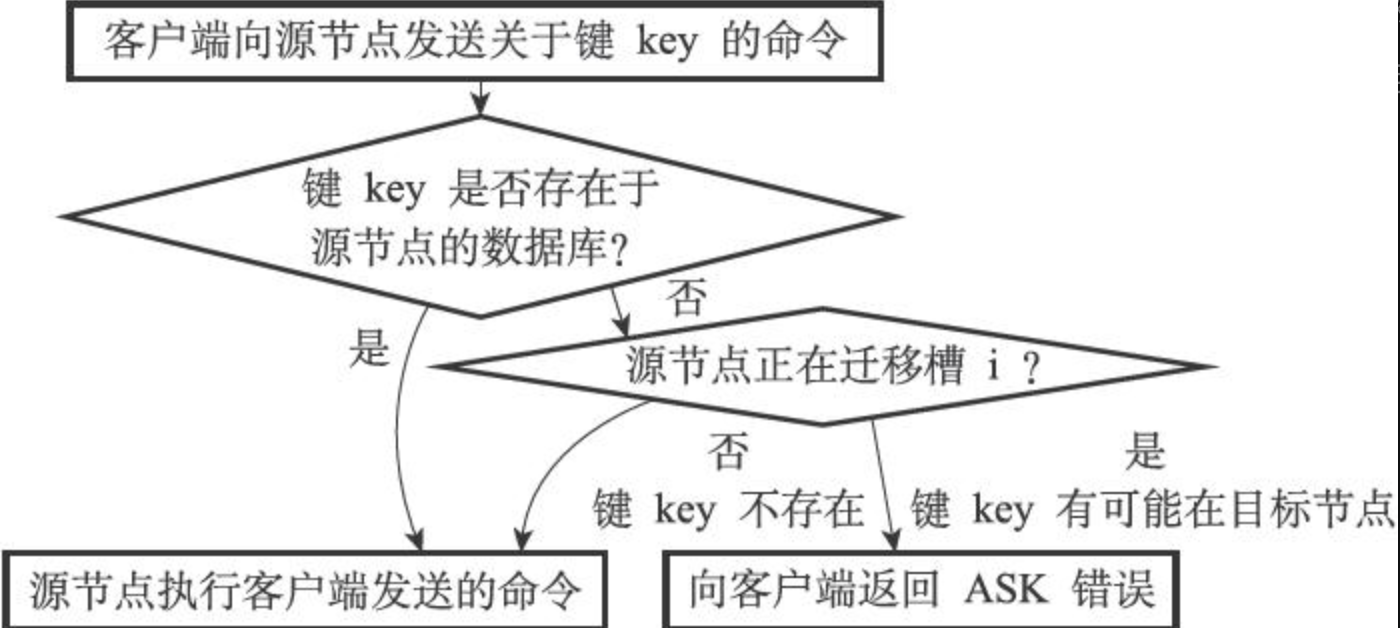 客户端向源节点发送关于键 key 的命令
键 key 是否存在于
源节点的数据库?
否
是
源节点正在迁移槽 i ?
否
键 key 不存在
是
键 key 有可能在目标节点
源节点执行客户端发送的命令
向客户端返回 ASK 错误